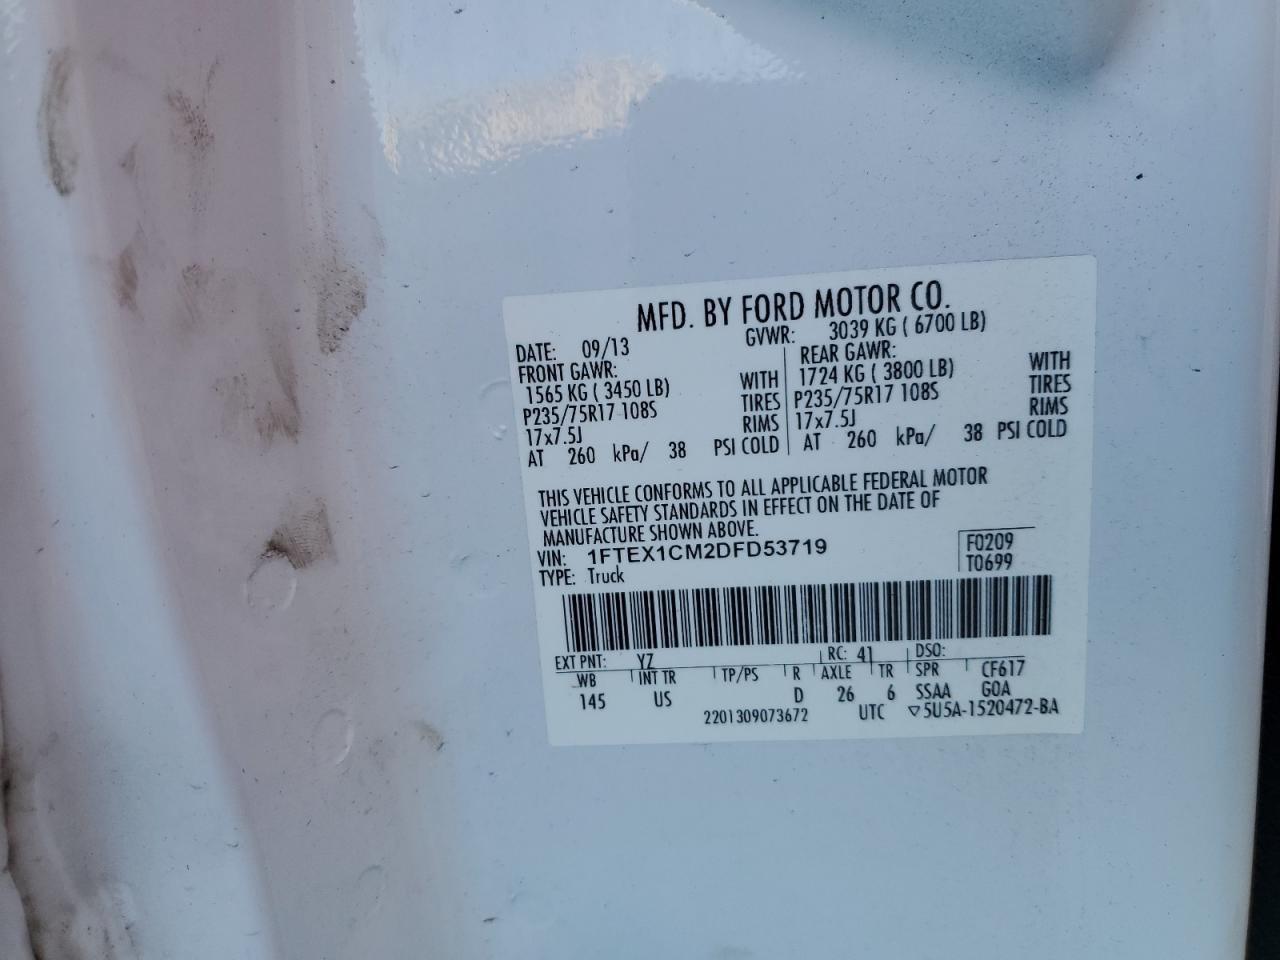 MFD. BY FORD MOTOR CO.
DATE: 09/13 GVWR: 3039 KG ( 6700 LB)
FRONT GAWR: REAR GAWR:
1565 KG ( 3450 LB) WITH 1724 KG ( 3800 LB) WITH
P235/75R17 108S TIRES P235/75R17 108S TIRES
17x7.5J RIMS 17x7.5J RIMS
AT 260 kPa/ 38 PSI COLD AT 260 kPa/ 38 PSI COLD
THIS VEHICLE CONFORMS TO ALL APPLICABLE FEDERAL MOTOR
VEHICLE SAFETY STANDARDS IN EFFECT ON THE DATE OF
MANUFACTURE SHOWN ABOVE.
VIN: 1FTEX1CM2DFD53719 F0209
TYPE: Truck T0699
EXT PNT: YZ RC: 41 DSO:
WB INT TR TP/PS R AXLE TR SPR CF617
145 US D 26 6 SSAA GOA
2201309073672 UTC ▽5U5A-1520472-BA